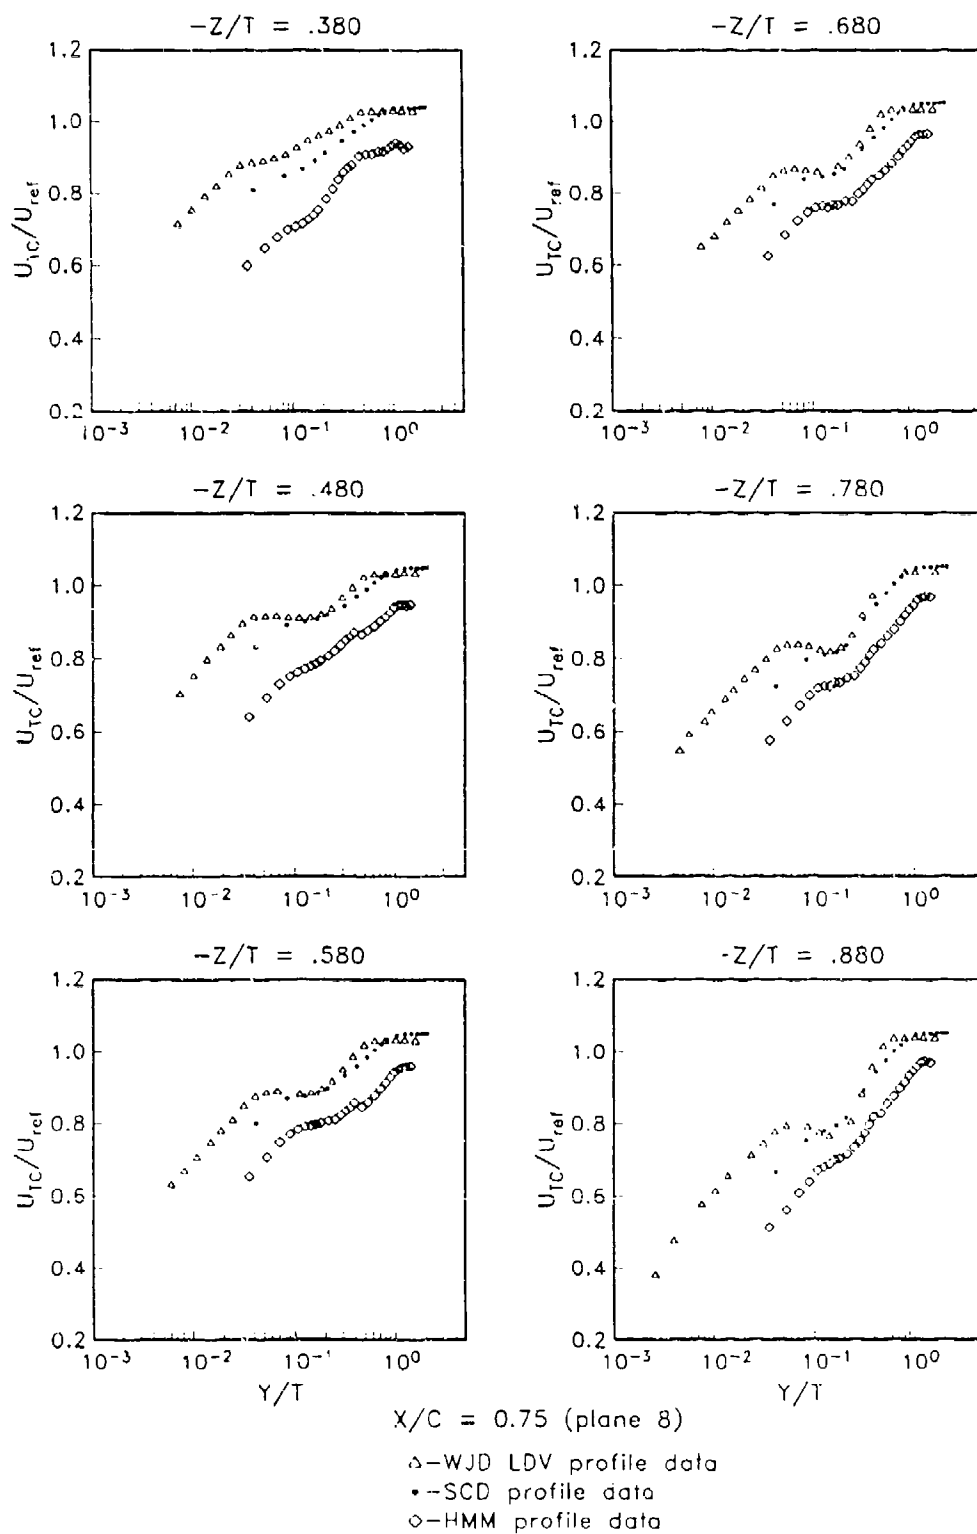 -Z/T = .380
-Z/T = .680
1.2
1.0
0.8
0.6
0.4
0.2
U_TC/U_ref
10^-3 10^-2 10^-1 10^0
1.2
1.0
0.8
0.6
0.4
0.2
U_TC/U_ref
10^-3 10^-2 10^-1 10^0
-Z/T = .480
-Z/T = .780
1.2
1.0
0.8
0.6
0.4
0.2
U_TC/U_ref
10^-3 10^-2 10^-1 10^0
1.2
1.0
0.8
0.6
0.4
0.2
U_TC/U_ref
10^-3 10^-2 10^-1 10^0
-Z/T = .580
-Z/T = .880
1.2
1.0
0.8
0.6
0.4
0.2
U_TC/U_ref
10^-3 10^-2 10^-1 10^0
Y/T
1.2
1.0
0.8
0.6
0.4
0.2
U_TC/U_ref
10^-3 10^-2 10^-1 10^0
Y/T
X/C = 0.75 (plane 8)
△-WJD LDV profile data
•-SCD profile data
◇-HMM profile data